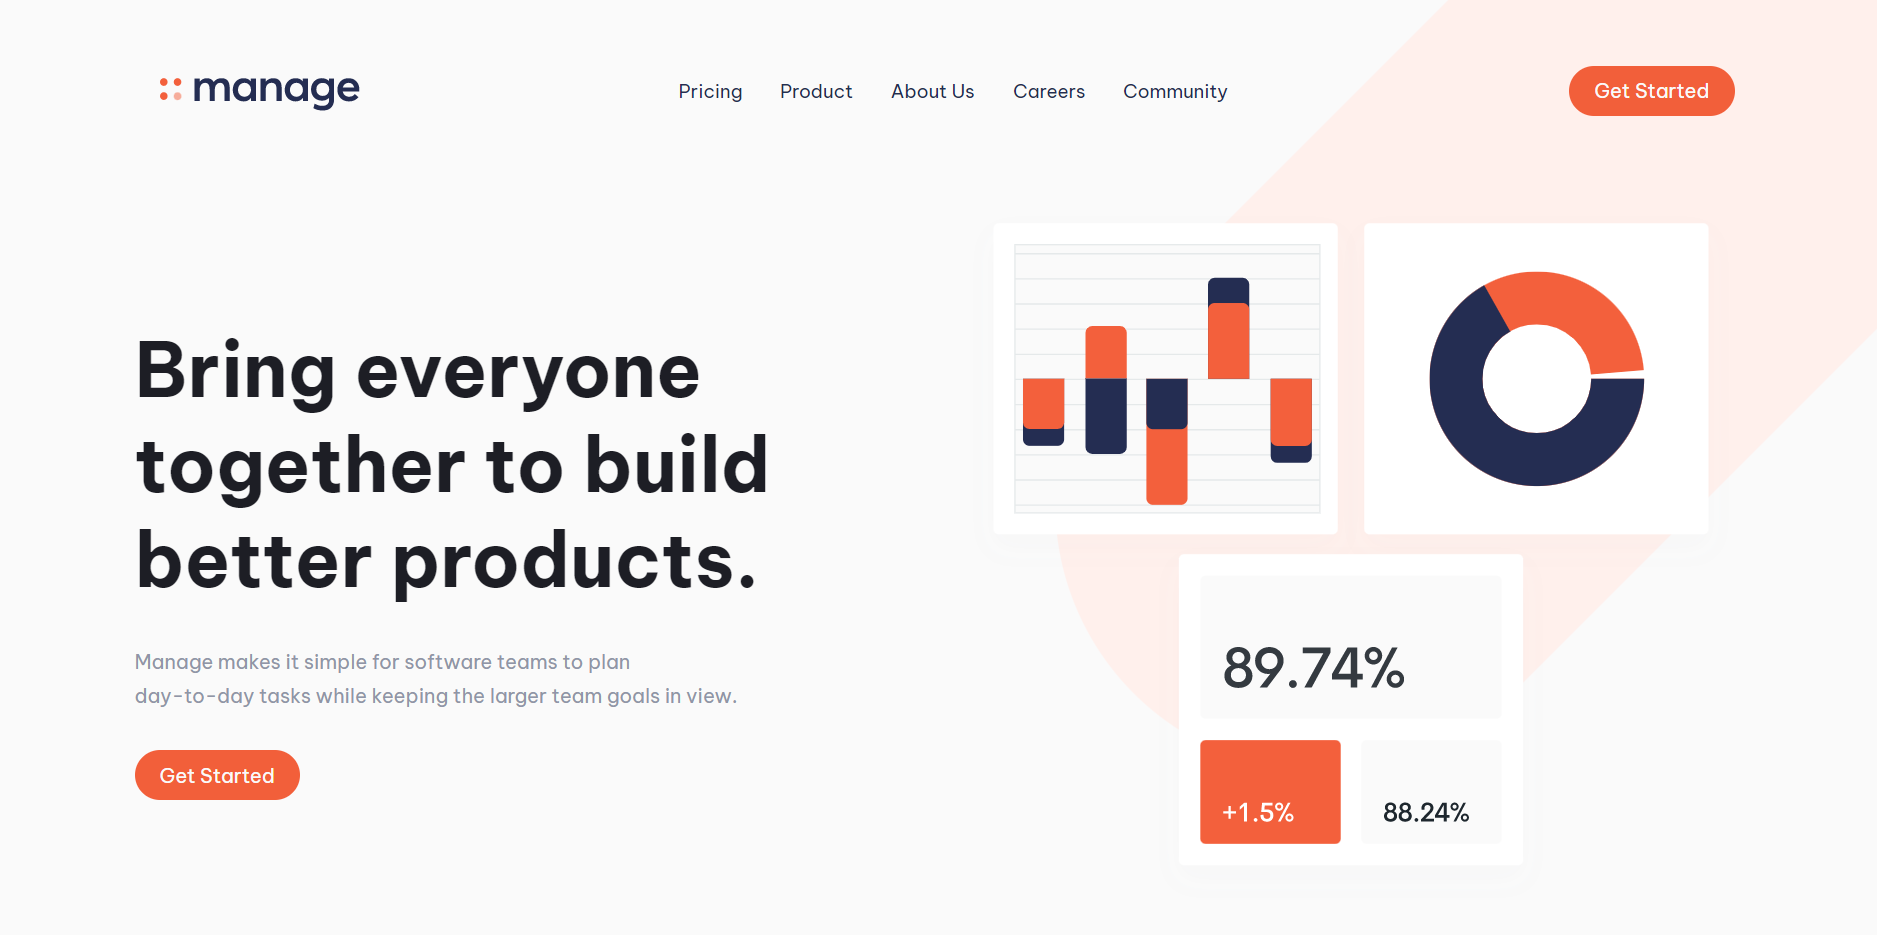 manage
Pricing
Product
About Us
Careers
Community
Get Started
Bring everyone
together to build
better products.
Manage makes it simple for software teams to plan
day-to-day tasks while keeping the larger team goals in view.
Get Started
89.74%
+1.5%
88.24%